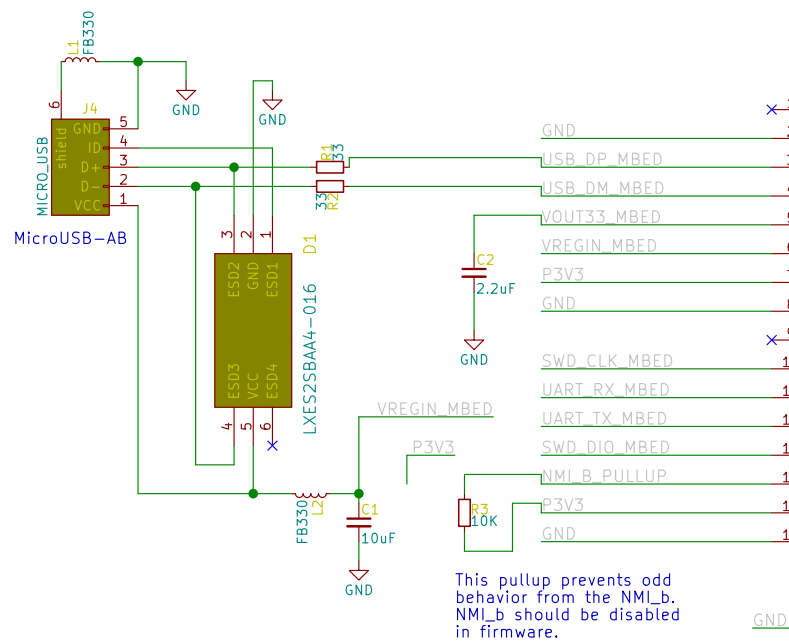 L1
FB330
GND
GND
J4
MICRO_USB
shield
6
GND 5
ID 4
D+ 3
D- 2
VCC 1
MicroUSB-AB
R1
33
33
R2
3
2
1
ESD2
GND
ESD1
D1
LXES2SBAA4-016
ESD3
VCC
ESD4
4
5
6
C2
2.2uF
GND
VREGIN_MBED
P3V3
FB330
L2
C1
10uF
GND
R3
10K
GND
USB_DP_MBED
USB_DM_MBED
VOUT33_MBED
VREGIN_MBED
P3V3
GND
SWD_CLK_MBED
UART_RX_MBED
UART_TX_MBED
SWD_DIO_MBED
NMI_B_PULLUP
P3V3
GND
This pullup prevents odd
behavior from the NMI_b.
NMI_b should be disabled
in firmware.
GND